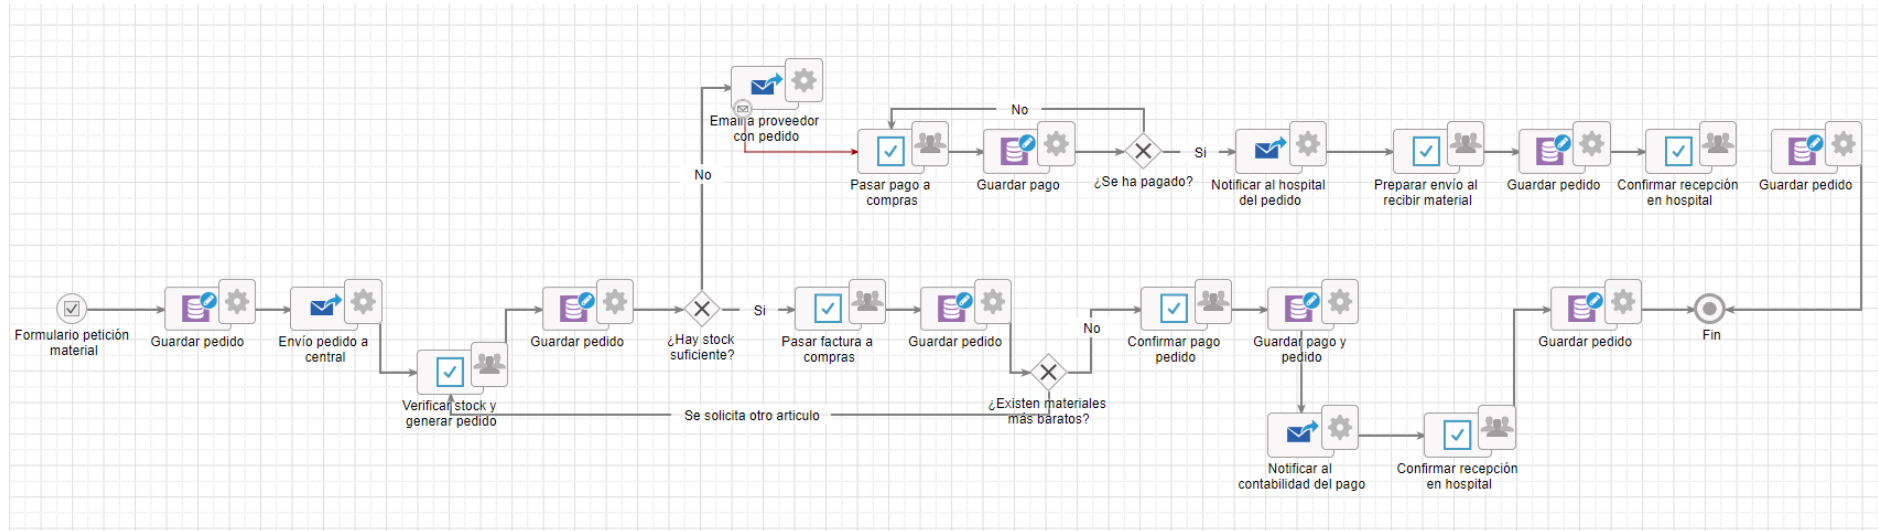 Email a proveedor
con pedido
No
No
Pasar pago a
compras
Guardar pago
¿Se ha pagado?
Si
Notificar al hospital
del pedido
Preparar envío al
recibir material
Guardar pedido
Confirmar recepción
en hospital
Guardar pedido
Formulario petición
material
Guardar pedido
Envío pedido a
central
Verificar stock y
generar pedido
Guardar pedido
¿Hay stock
suficiente?
Si
Pasar factura a
compras
Guardar pedido
Se solicita otro articulo
¿Existen materiales
más baratos?
No
Confirmar pago
pedido
Guardar pago y
pedido
Notificar al
contabilidad del pago
Confirmar recepción
en hospital
Guardar pedido
Fin